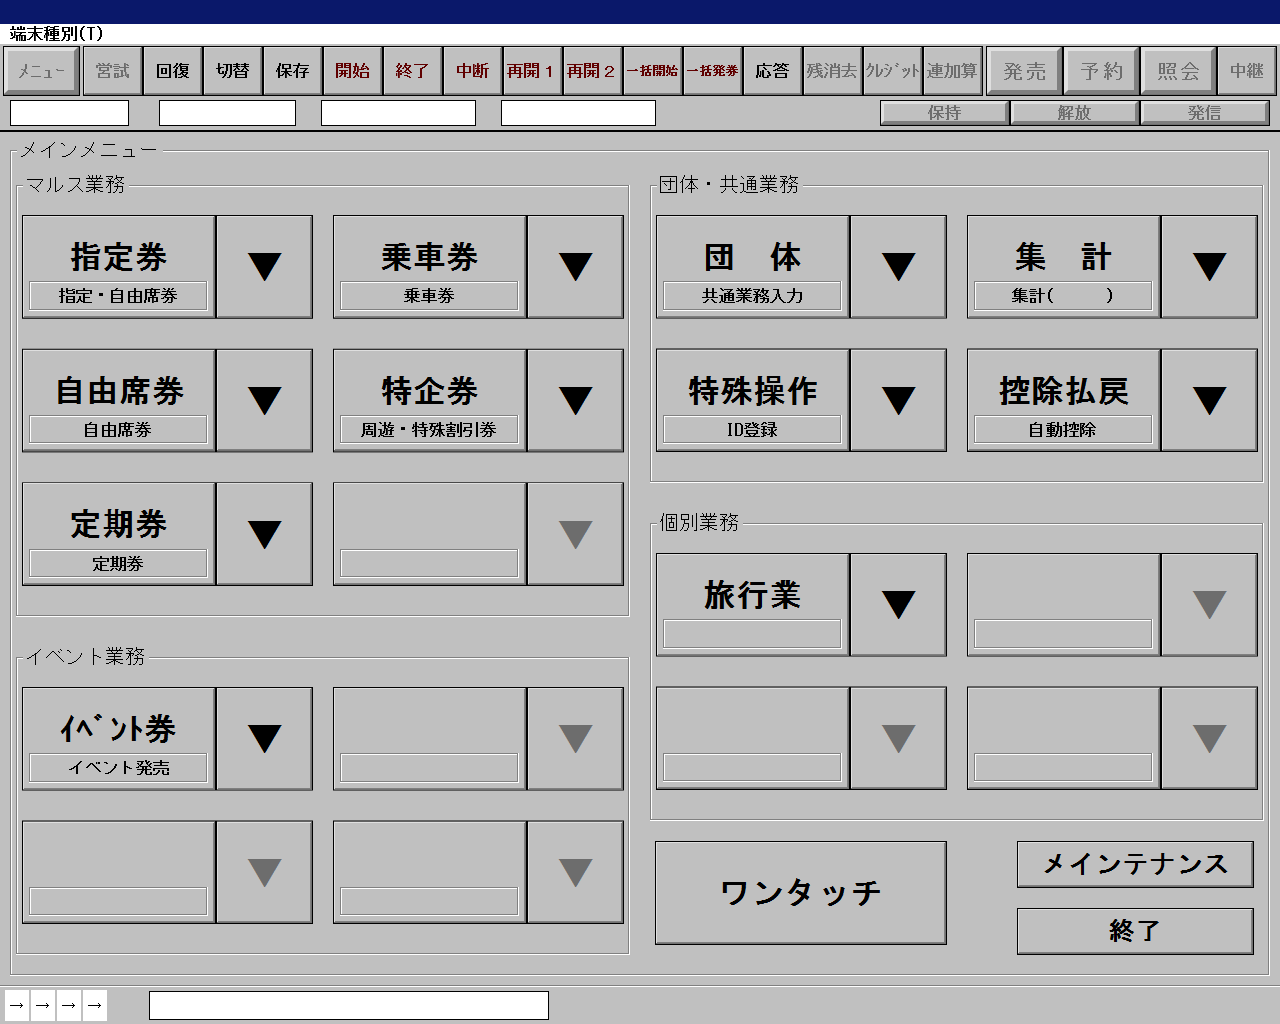 端末種別(T)
メニュー 営試 回復 切替 保存 開始 終了 中断 再開１ 再開２ 一括開始 一括発券 応答 残消去 ｸﾚｼﾞｯﾄ 連加算 発売 予約 照会 中継
保持 解放 発信
メインメニュー
マルス業務
指定券 ▼ 乗車券 ▼
指定・自由席券 乗車券
自由席券 ▼ 特企券 ▼
自由席券 周遊・特殊割引券
定期券 ▼ ▼
定期券
イベント業務
ｲﾍﾞﾝﾄ券 ▼ ▼
イベント発売
▼ ▼
団体・共通業務
団　体 ▼ 集　計 ▼
共通業務入力 集計(　　　)
特殊操作 ▼ 控除払戻 ▼
ID登録 自動控除
個別業務
旅行業 ▼ ▼
▼ ▼
ワンタッチ
メインテナンス
終了
→ → → →